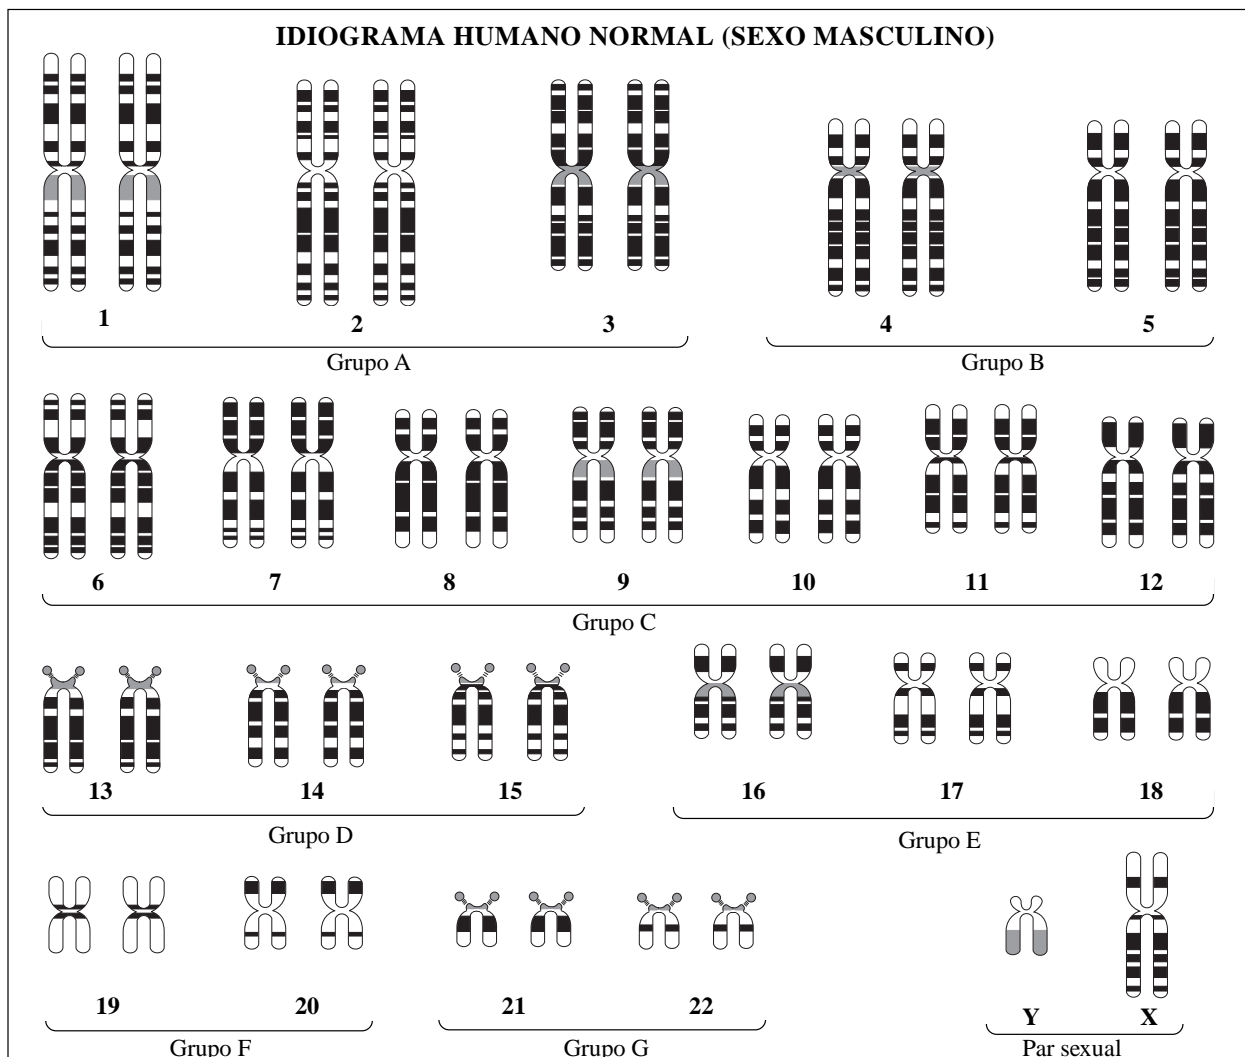 IDIOGRAMA HUMANO NORMAL (SEXO MASCULINO)
1 2 3 4 5
Grupo A Grupo B
6 7 8 9 10 11 12
Grupo C
13 14 15 16 17 18
Grupo D Grupo E
19 20 21 22 Y X
Grupo F Grupo G Par sexual